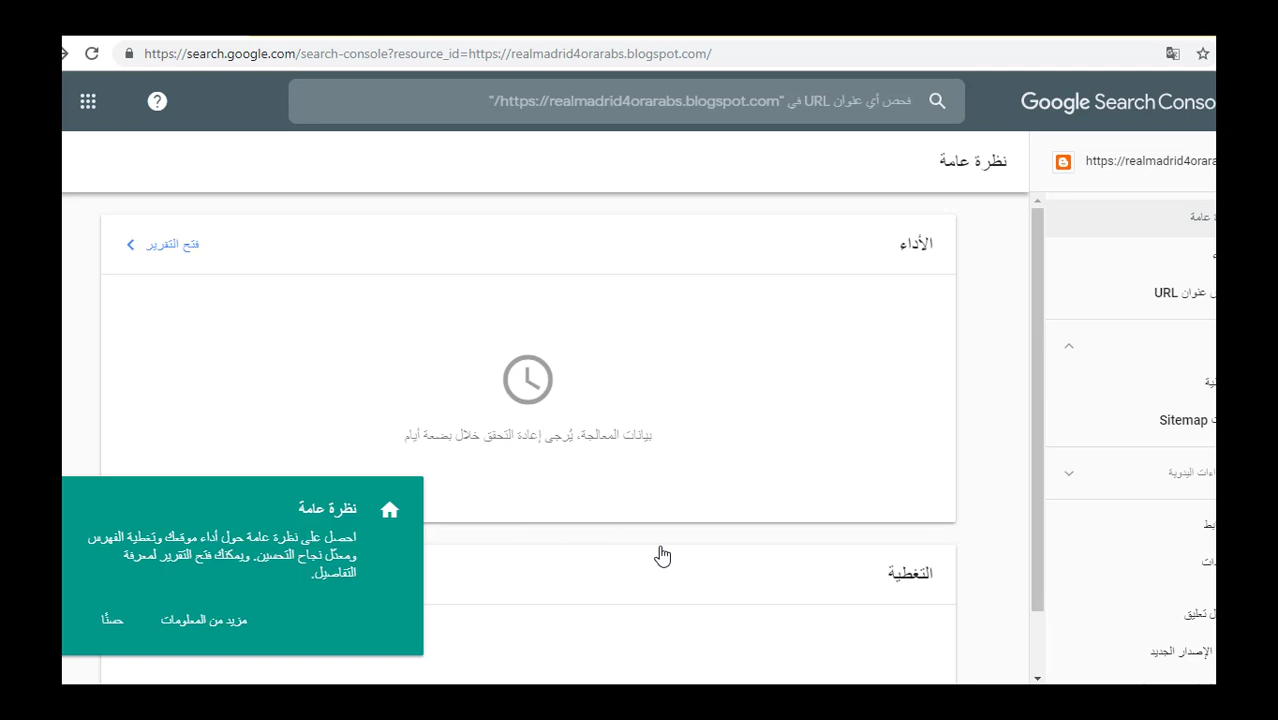 https://search.google.com/search-console?resource_id=https://realmadrid4orarabs.blogspot.com/
Google Search Conso
فحص أي عنوان URL في "https://realmadrid4orarabs.blogspot.com/"
https://realmadrid4orara
نظرة عامة
عامة
عنوان URL
Sitemap
اليدوية
تعليق
الإصدار الجديد
الأداء
فتح التقرير
بيانات المعالجة، يُرجى إعادة التحقق خلال بضعة أيام
التغطية
نظرة عامة
احصل على نظرة عامة حول أداء موقعك وتغطية الفهرس
ومعدّل نجاح التحسين. ويمكنك فتح التقرير لمعرفة
التفاصيل.
مزيد من المعلومات
حسنًا